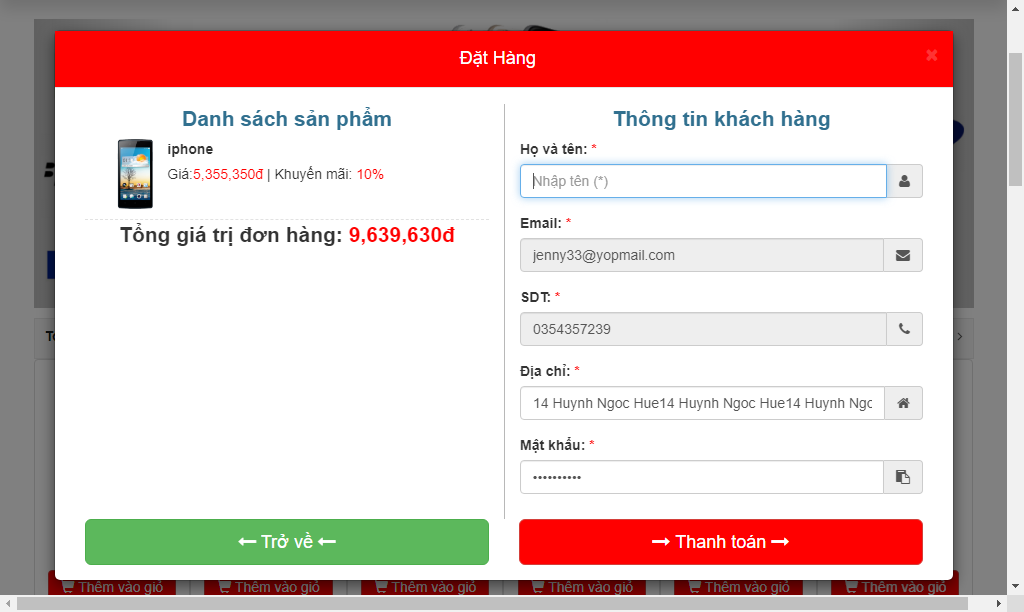 Đặt Hàng
Danh sách sản phẩm
iphone
Giá:5,355,350đ | Khuyến mãi: 10%
Tổng giá trị đơn hàng: 9,639,630đ
← Trở về ←
Thông tin khách hàng
Họ và tên: *
Nhập tên (*)
Email: *
jenny33@yopmail.com
SDT: *
0354357239
Địa chỉ: *
14 Huynh Ngoc Hue14 Huynh Ngoc Hue14 Huynh Ngc
Mật khẩu: *
••••••••••
→ Thanh toán →
Thêm vào giỏ Thêm vào giỏ Thêm vào giỏ Thêm vào giỏ Thêm vào giỏ Thêm vào giỏ